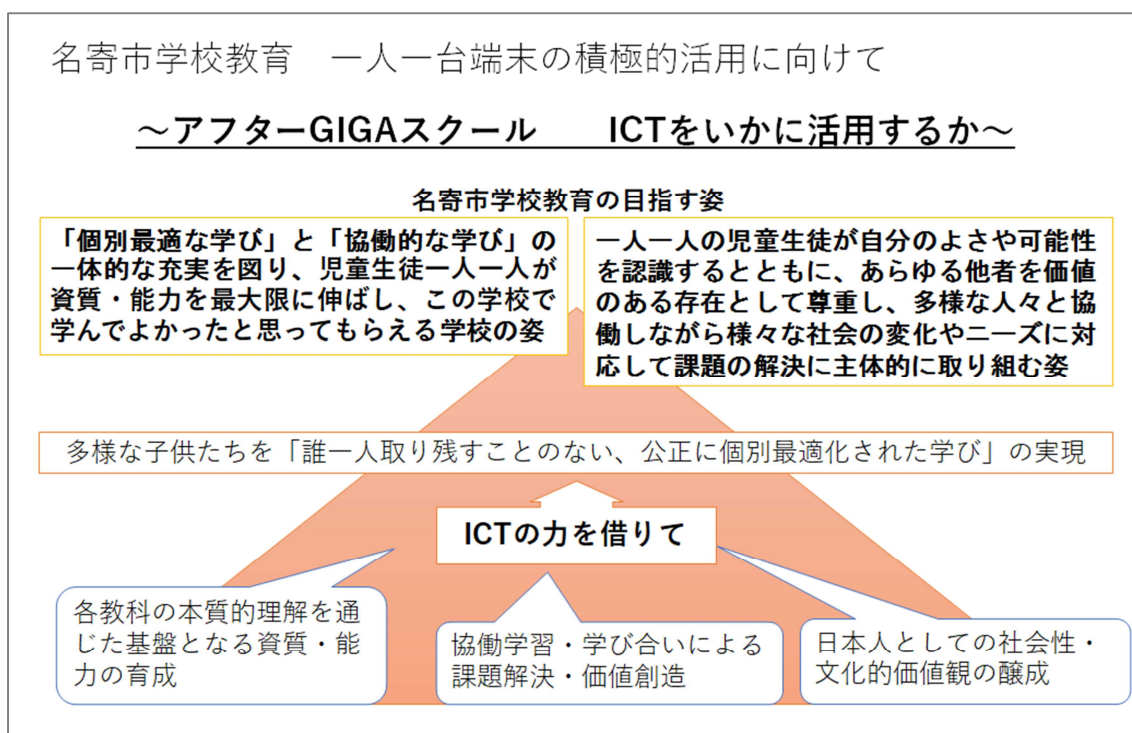 名寄市学校教育　一人一台端末の積極的活用に向けて
～アフターGIGAスクール　　ICTをいかに活用するか～
名寄市学校教育の目指す姿
「個別最適な学び」と「協働的な学び」の
一体的な充実を図り、児童生徒一人一人が
資質・能力を最大限に伸ばし、この学校で
学んでよかったと思ってもらえる学校の姿
一人一人の児童生徒が自分のよさや可能性
を認識するとともに、あらゆる他者を価値
のある存在として尊重し、多様な人々と協
働しながら様々な社会の変化やニーズに対
応して課題の解決に主体的に取り組む姿
多様な子供たちを「誰一人取り残すことのない、公正に個別最適化された学び」の実現
ICTの力を借りて
各教科の本質的理解を通
じた基盤となる資質・能
力の育成
協働学習・学び合いによる
課題解決・価値創造
日本人としての社会性・
文化的価値観の醸成